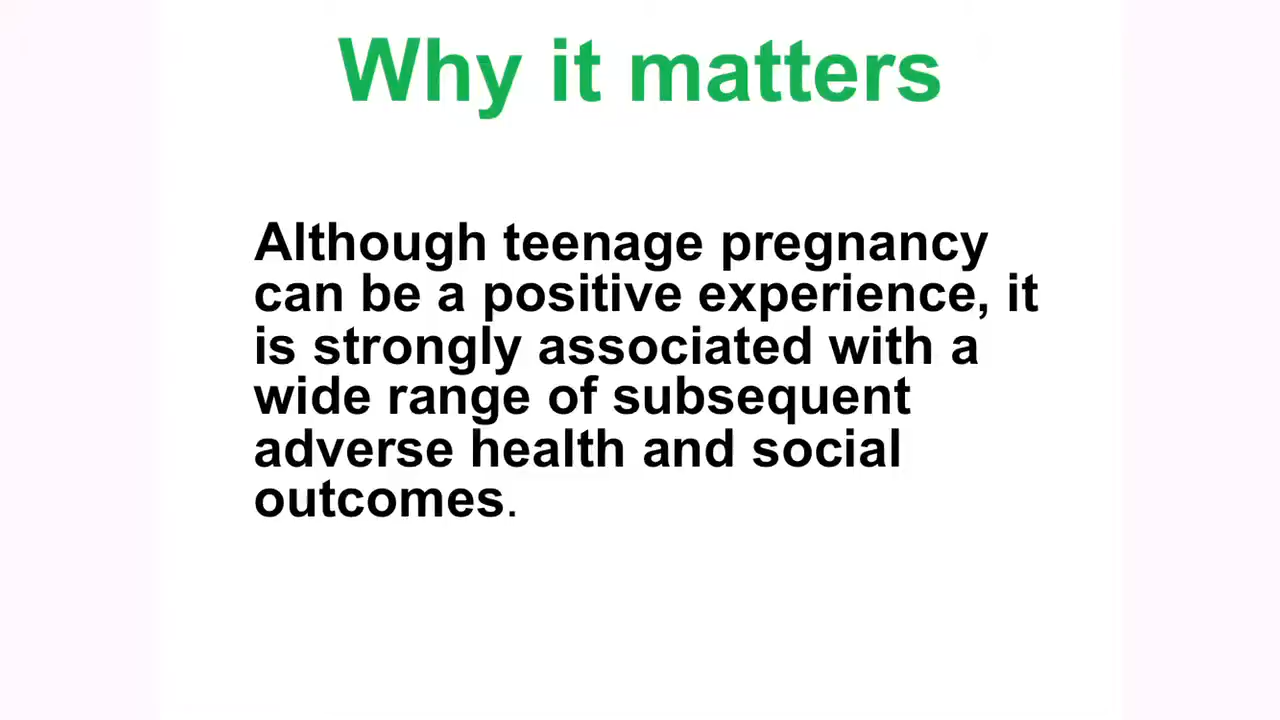 Why it matters
Although teenage pregnancy
can be a positive experience, it
is strongly associated with a
wide range of subsequent
adverse health and social
outcomes.